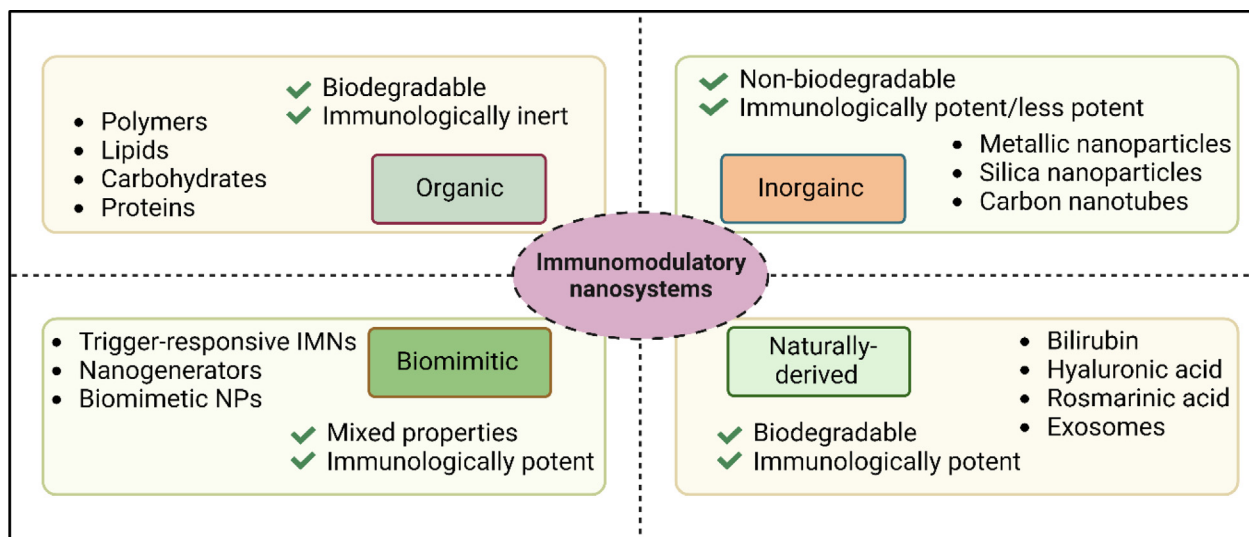 Biodegradable
Immunologically inert
Polymers
Lipids
Carbohydrates
Proteins
Organic
Non-biodegradable
Immunologically potent/less potent
Metallic nanoparticles
Silica nanoparticles
Carbon nanotubes
Inorgainc
Immunomodulatory
nanosystems
Trigger-responsive IMNs
Nanogenerators
Biomimetic NPs
Biomimitic
Mixed properties
Immunologically potent
Naturally-
derived
Bilirubin
Hyaluronic acid
Rosmarinic acid
Exosomes
Biodegradable
Immunologically potent